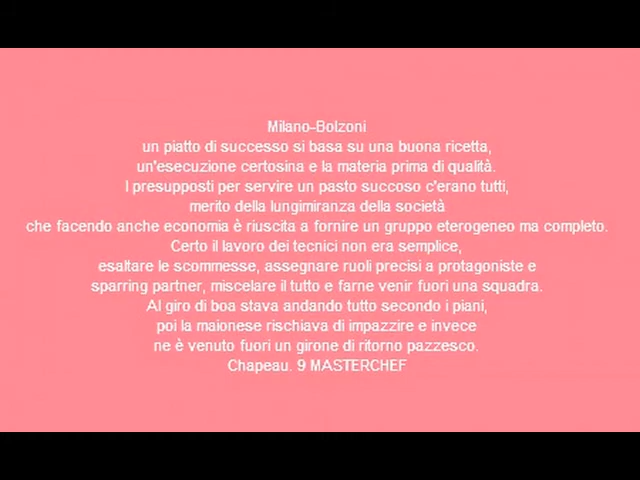 Milano-Bolzoni
un piatto di successo si basa su una buona ricetta,
un'esecuzione certosina e la materia prima di qualità.
I presupposti per servire un pasto succoso c'erano tutti,
merito della lungimiranza della società
che facendo anche economia è riuscita a fornire un gruppo eterogeneo ma completo.
Certo il lavoro dei tecnici non era semplice,
esaltare le scommesse, assegnare ruoli precisi a protagoniste e
sparring partner, miscelare il tutto e farne venir fuori una squadra.
Al giro di boa stava andando tutto secondo i piani,
poi la maionese rischiava di impazzire e invece
ne è venuto fuori un girone di ritorno pazzesco.
Chapeau. 9 MASTERCHEF